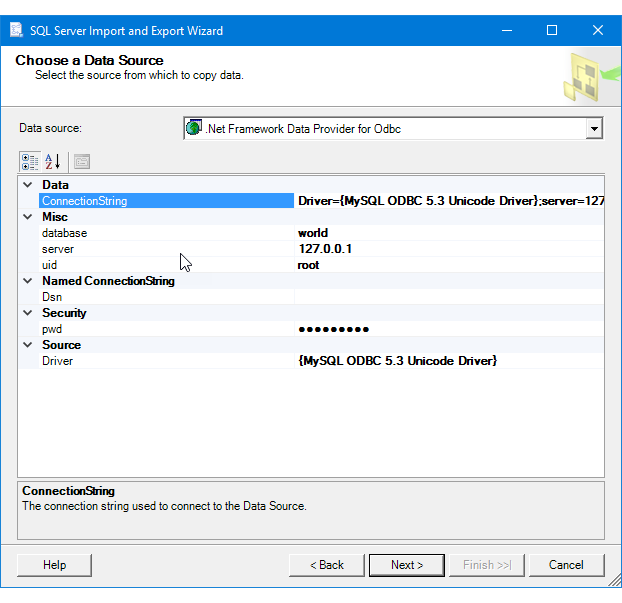 SQL Server Import and Export Wizard
Choose a Data Source
Select the source from which to copy data.
Data source:
.Net Framework Data Provider for Odbc
Data
ConnectionString
Driver={MySQL ODBC 5.3 Unicode Driver};server=127
Misc
database
world
server
127.0.0.1
uid
root
Named ConnectionString
Dsn
Security
pwd
●●●●●●●●●
Source
Driver
{MySQL ODBC 5.3 Unicode Driver}
ConnectionString
The connection string used to connect to the Data Source.
Help
< Back
Next >
Finish >>|
Cancel